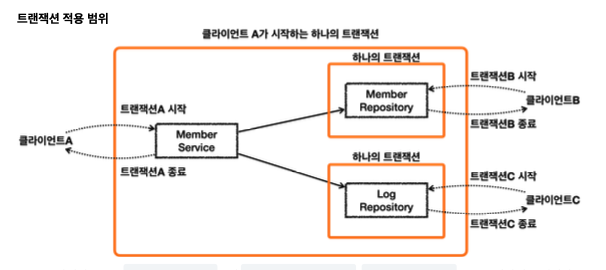 트랜잭션 적용 범위
클라이언트 A가 시작하는 하나의 트랜잭션
하나의 트랜잭션
트랜잭션B 시작
트랜잭션A 시작
Member
Repository
클라이언트B
트랜잭션B 종료
클라이언트A
Member
Service
하나의 트랜잭션
트랜잭션A 종료
트랜잭션C 시작
Log
Repository
클라이언트C
트랜잭션C 종료